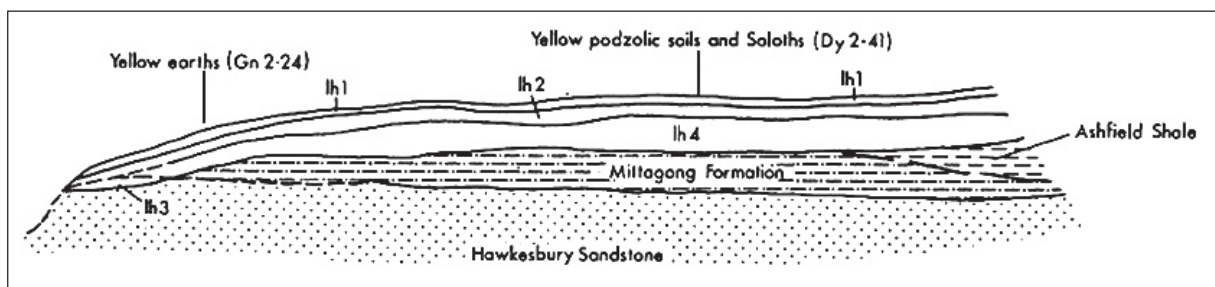 Yellow podzolic soils and Soloths (Dy 2·41)
Yellow earths (Gn 2·24)
lh1
lh2
lh1
lh4
Ashfield Shale
Mittagong Formation
lh3
Hawkesbury Sandstone